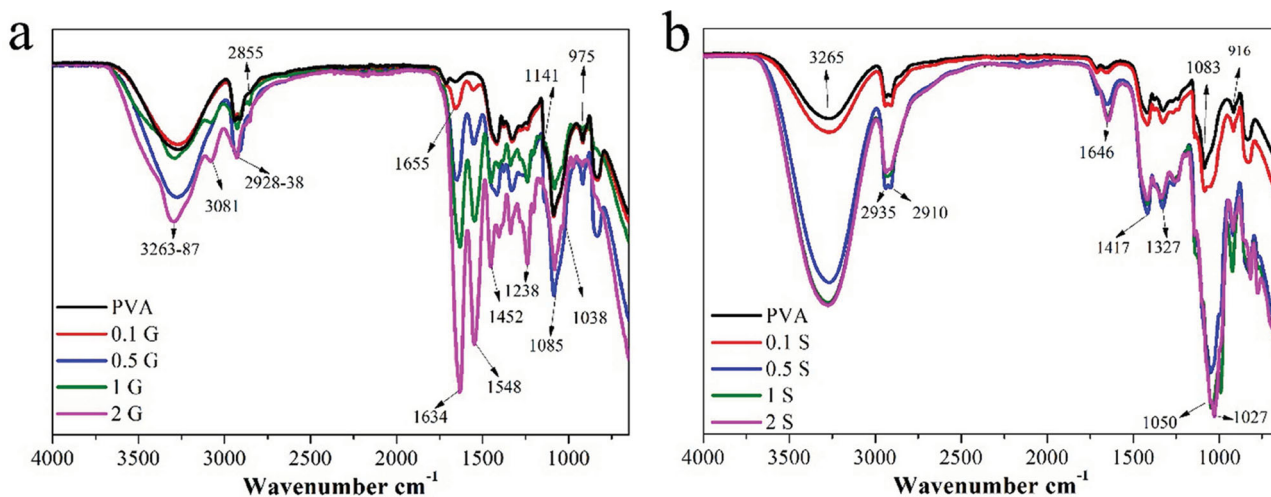 a
2855
975
1141
1655
3081
2928-38
3263-87
1452
1238
1038
1085
1548
1634
PVA
0.1 G
0.5 G
1 G
2 G
4000 3500 3000 2500 2000 1500 1000
Wavenumber cm-1
b
3265
1083
916
1646
2935
2910
1417
1327
1050
1027
PVA
0.1 S
0.5 S
1 S
2 S
4000 3500 3000 2500 2000 1500 1000
Wavenumber cm-1